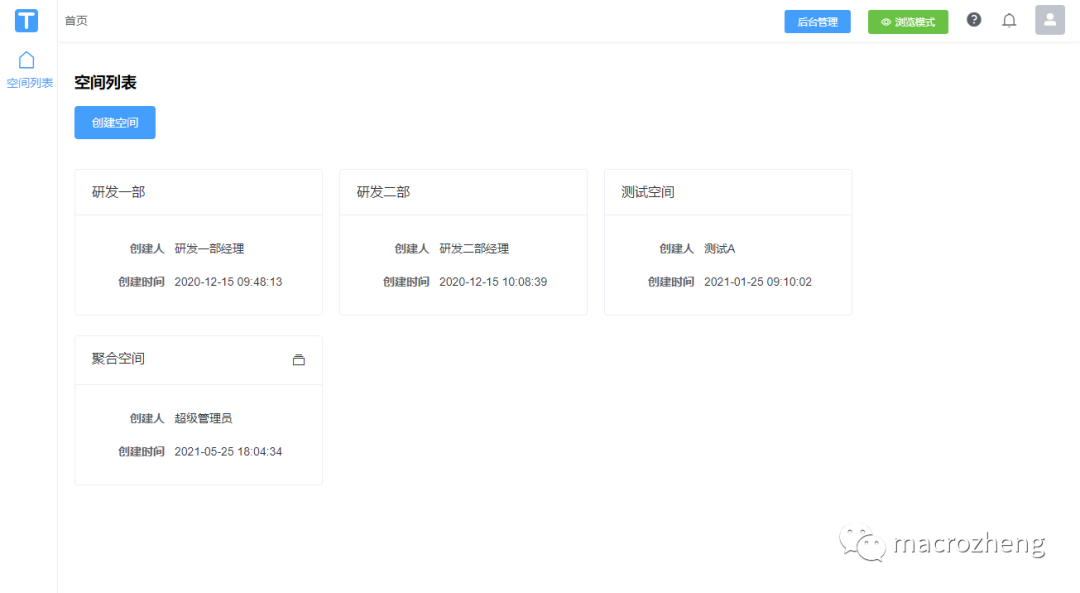 T
首页
后台管理
浏览模式
空间列表
空间列表
创建空间
研发一部
创建人 研发一部经理
创建时间 2020-12-15 09:48:13
研发二部
创建人 研发二部经理
创建时间 2020-12-15 10:08:39
测试空间
创建人 测试A
创建时间 2021-01-25 09:10:02
聚合空间
创建人 超级管理员
创建时间 2021-05-25 18:04:34
macrozheng